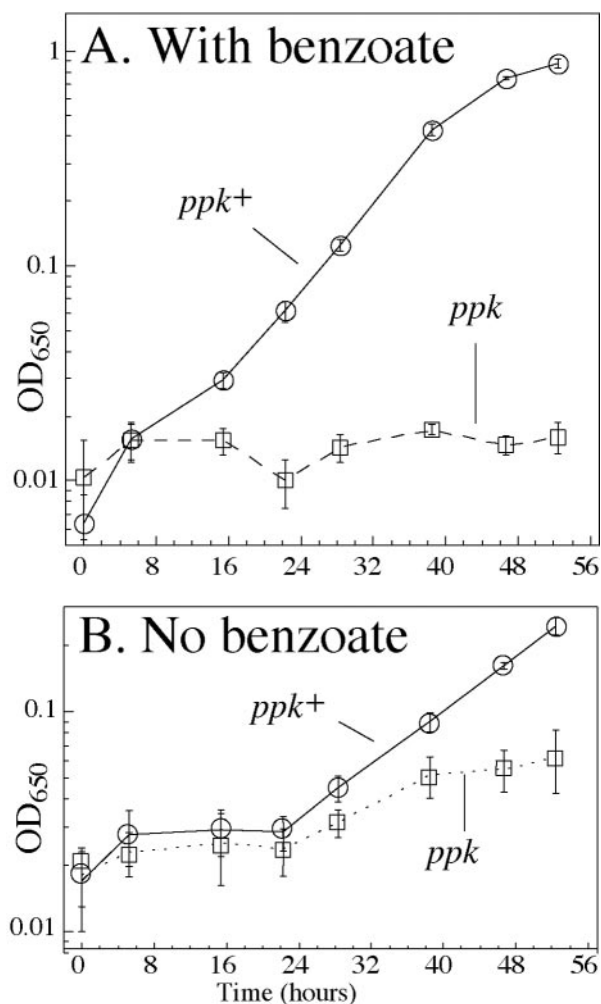 A. With benzoate
1
ppk+
0.1
ppk
OD650
0.01
0 8 16 24 32 40 48 56
B. No benzoate
ppk+
0.1
OD650
ppk
0.01
0 8 16 24 32 40 48 56
Time (hours)